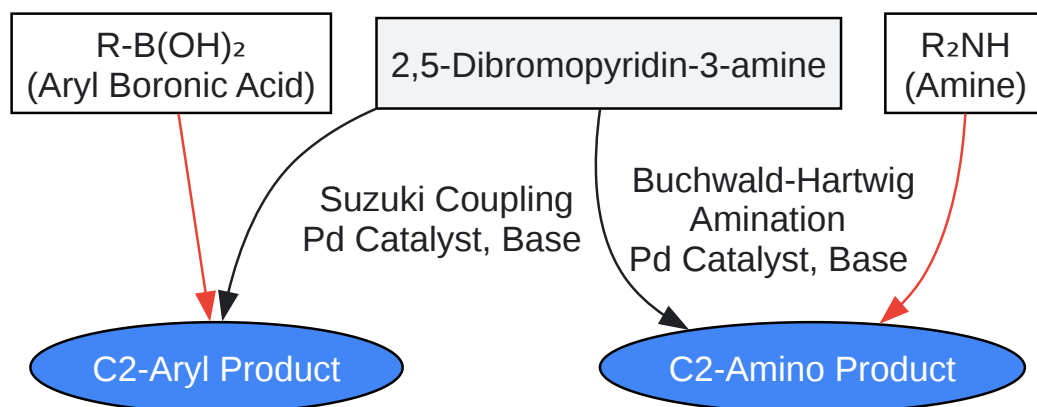 R-B(OH)₂
(Aryl Boronic Acid)
2,5-Dibromopyridin-3-amine
R₂NH
(Amine)
Suzuki Coupling
Pd Catalyst, Base
Buchwald-Hartwig
Amination
Pd Catalyst, Base
C2-Aryl Product
C2-Amino Product